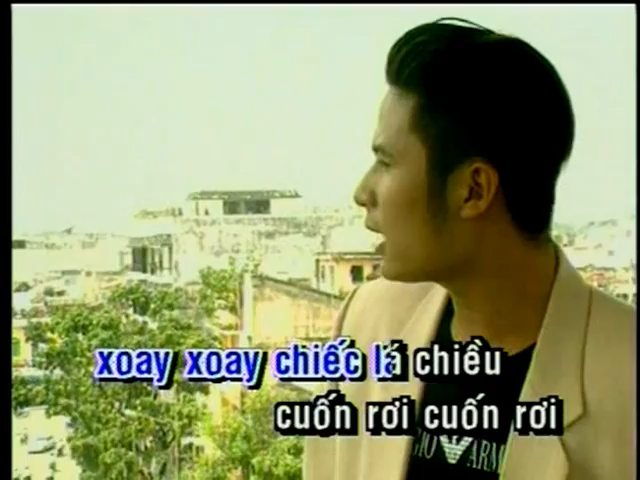 xoay xoay chiếc lá chiều
cuốn rơi cuốn rơi